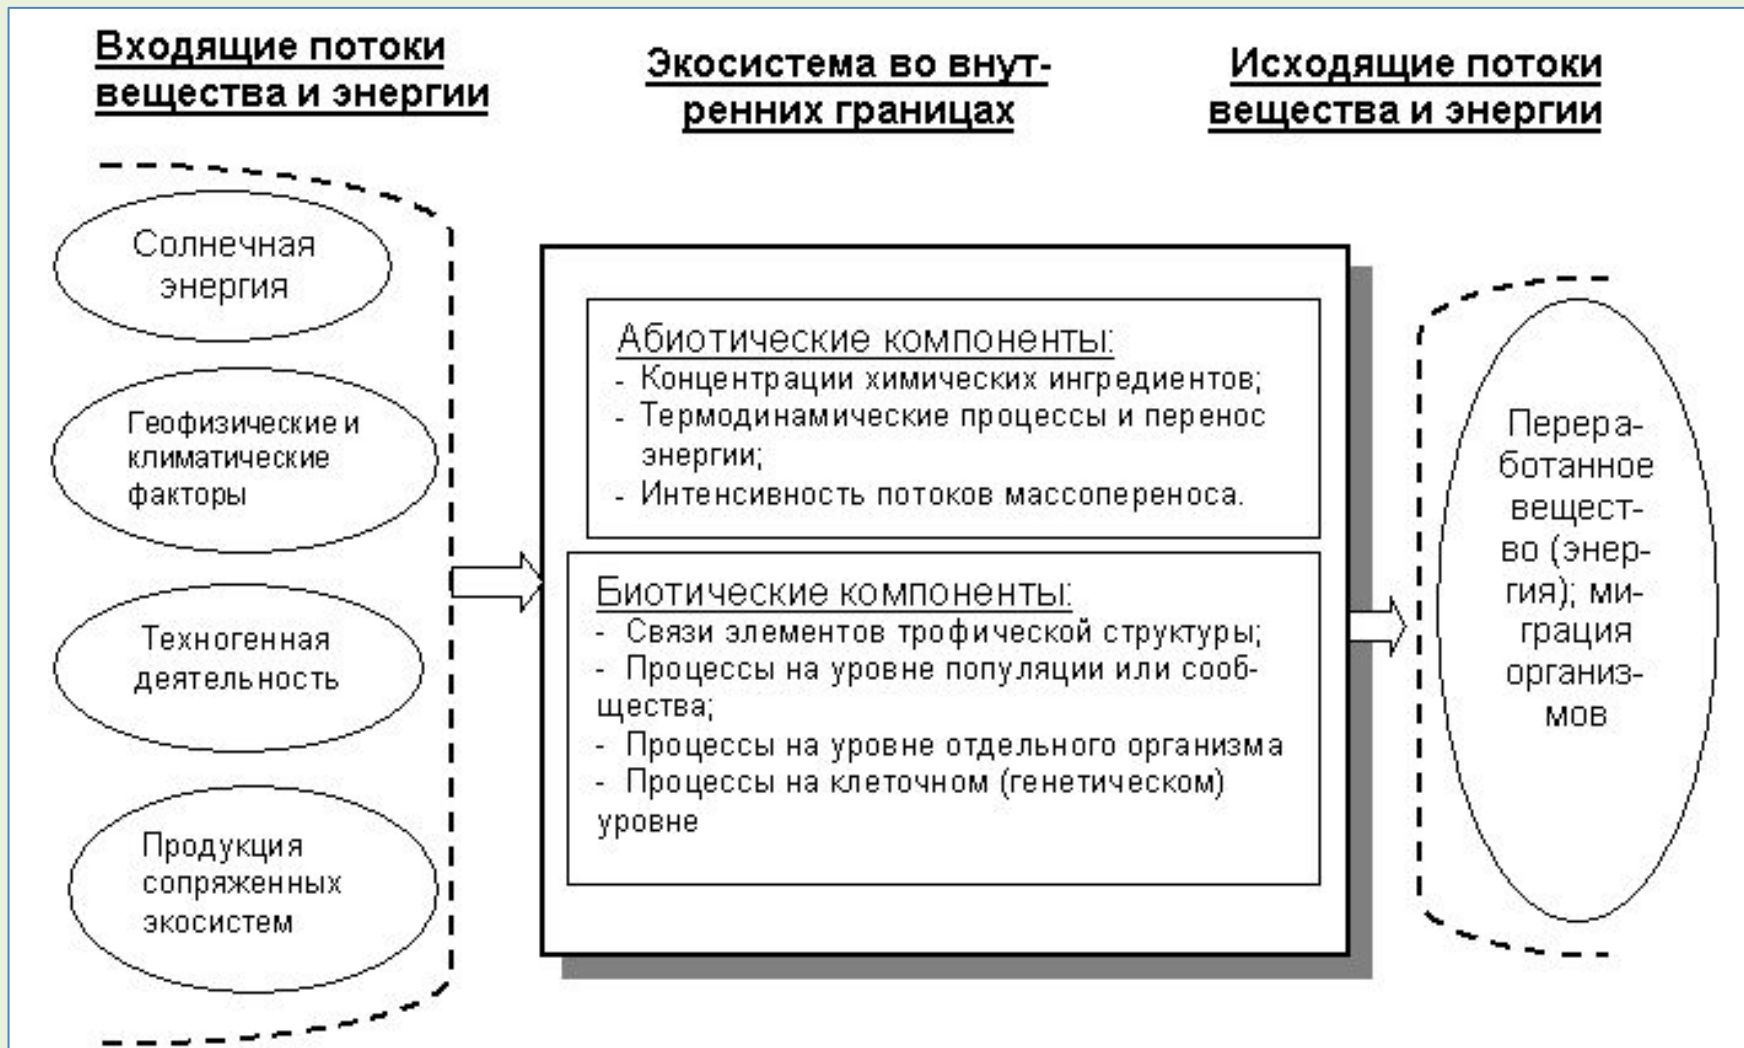 Входящие потоки
вещества и энергии
Экосистема во внут-
ренних границах
Исходящие потоки
вещества и энергии
Солнечная
энергия
Геофизические и
климатические
факторы
Техногенная
деятельность
Продукция
сопряженных
экосистем
Абиотические компоненты:
- Концентрации химических ингредиентов;
- Термодинамические процессы и перенос
энергии;
- Интенсивность потоков массопереноса.
Биотические компоненты:
- Связи элементов трофической структуры;
- Процессы на уровне популяции или сооб-
щества;
- Процессы на уровне отдельного организма
- Процессы на клеточном (генетическом)
уровне
Перера-
ботанное
вещест-
во (энер-
гия); ми-
грация
организ-
мов